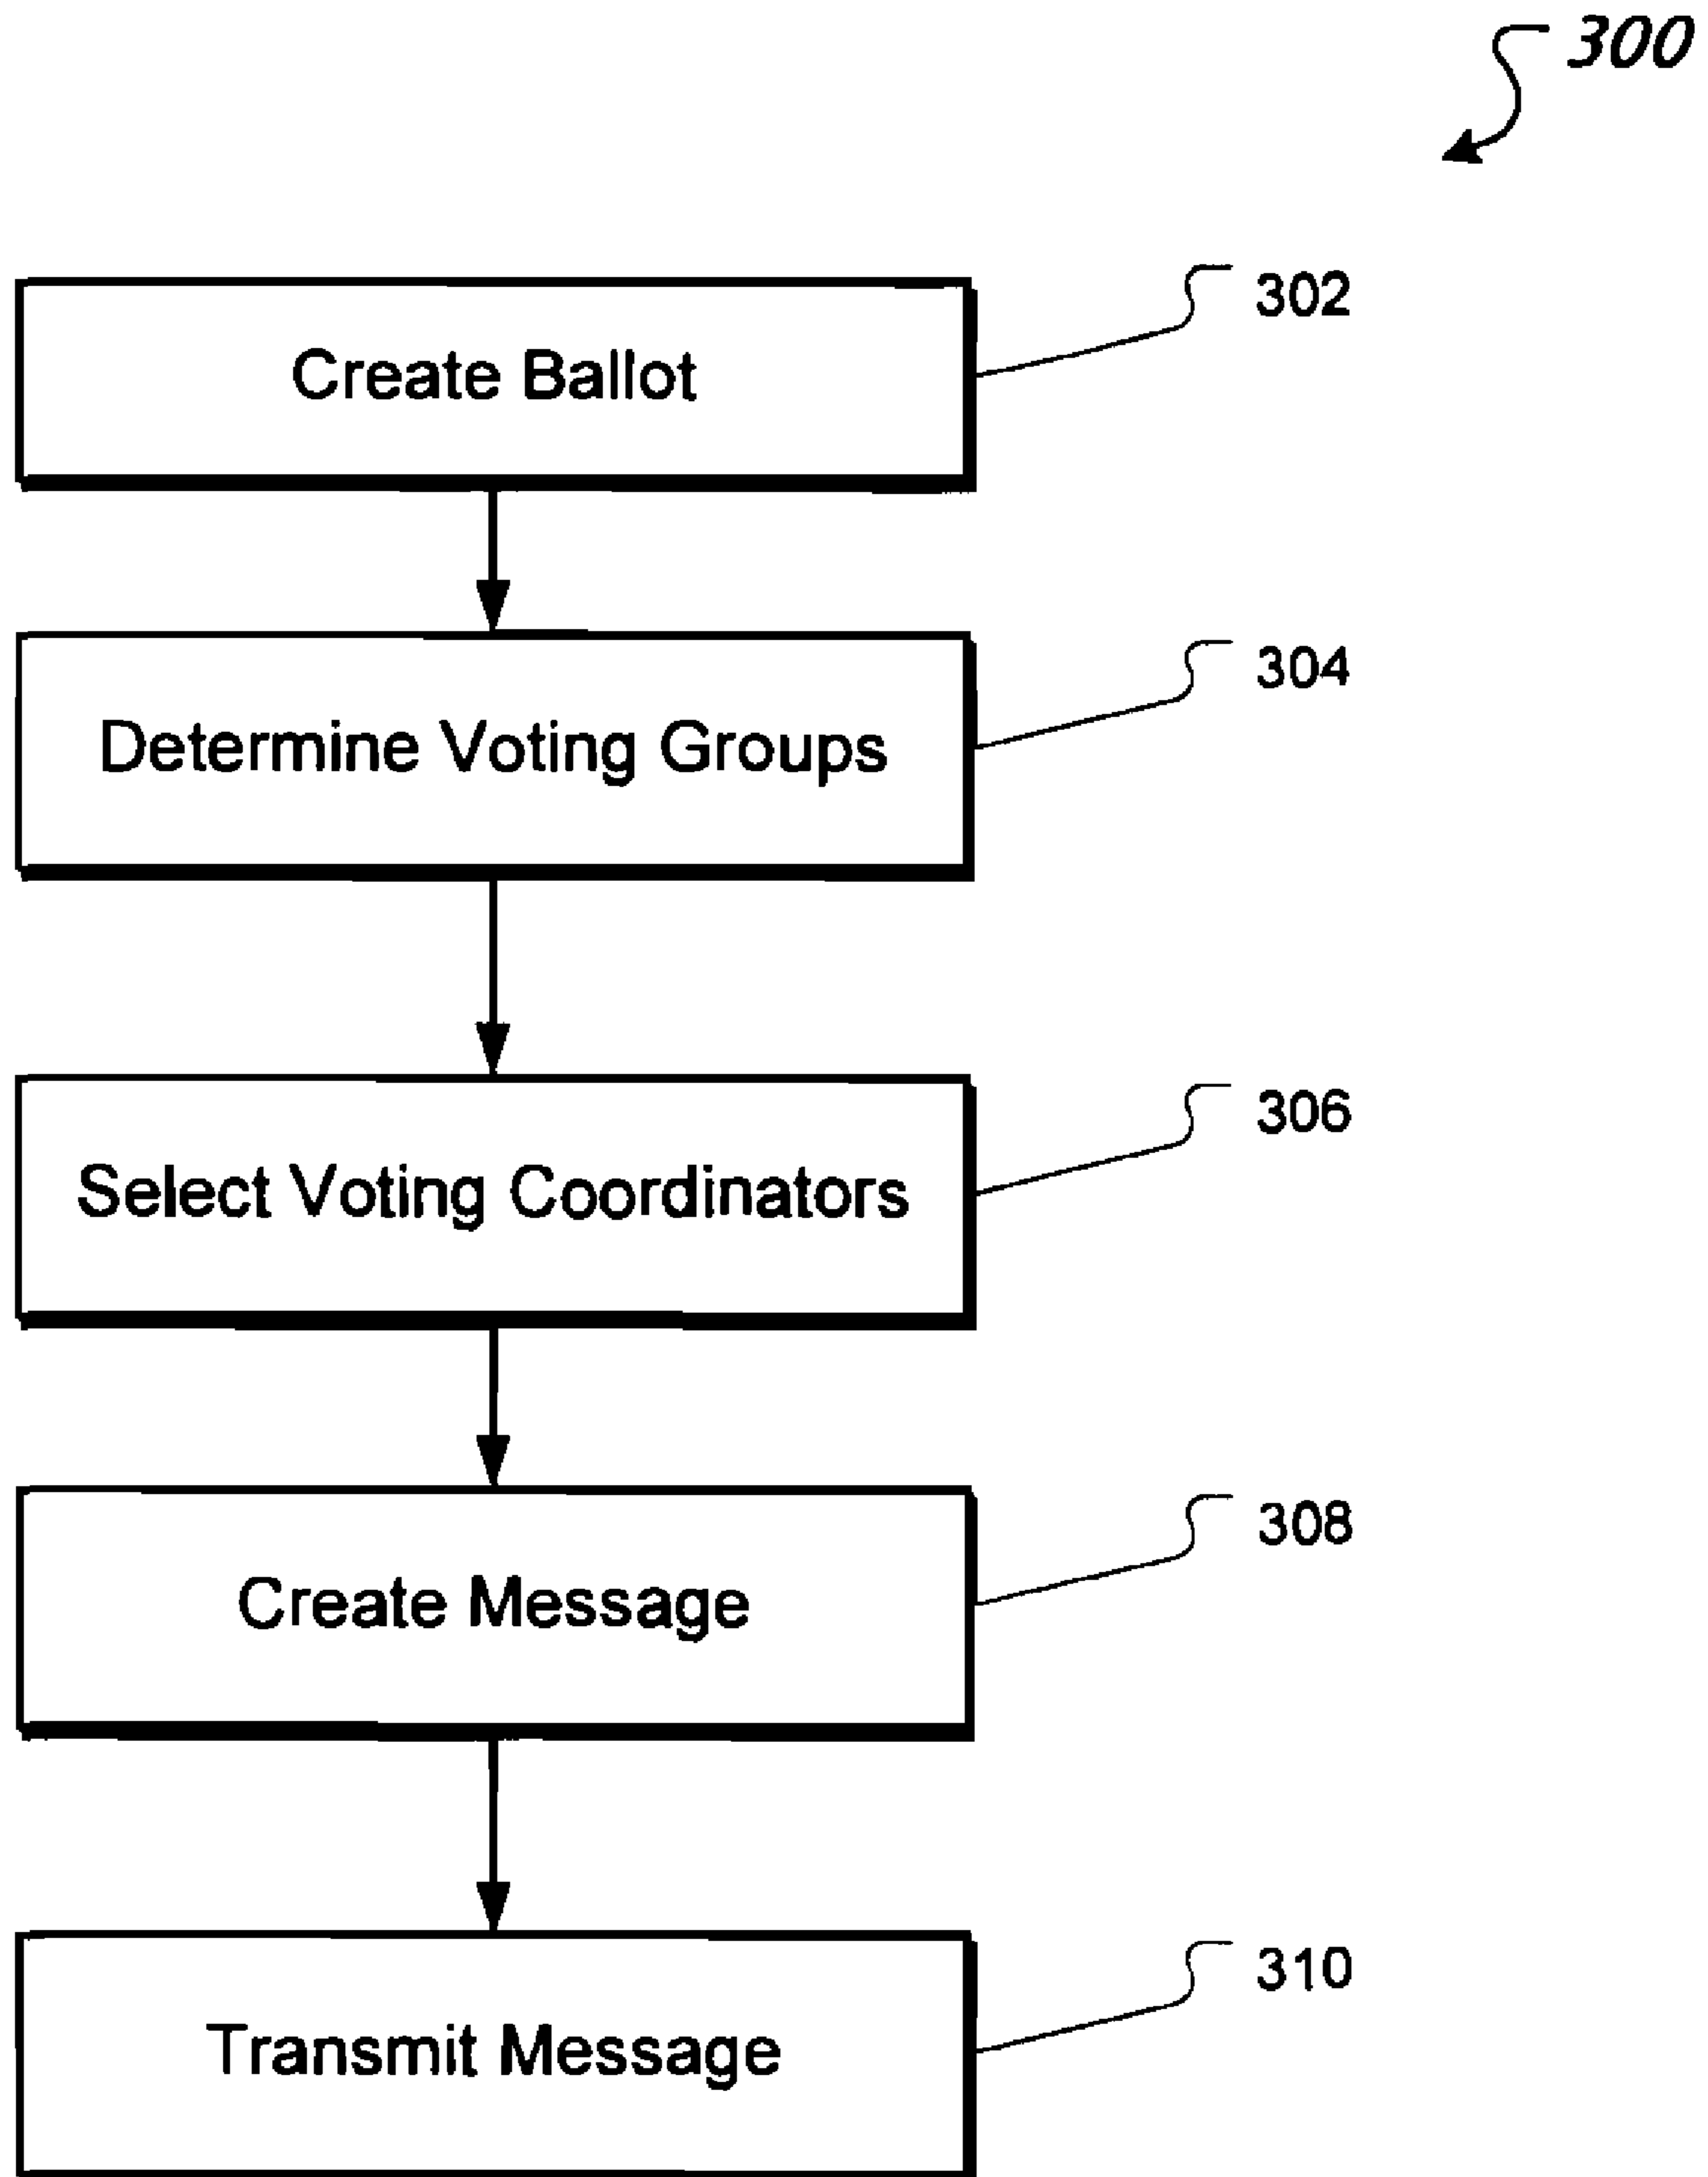 300
Create Ballot
302
Determine Voting Groups
304
Select Voting Coordinators
306
Create Message
308
Transmit Message
310